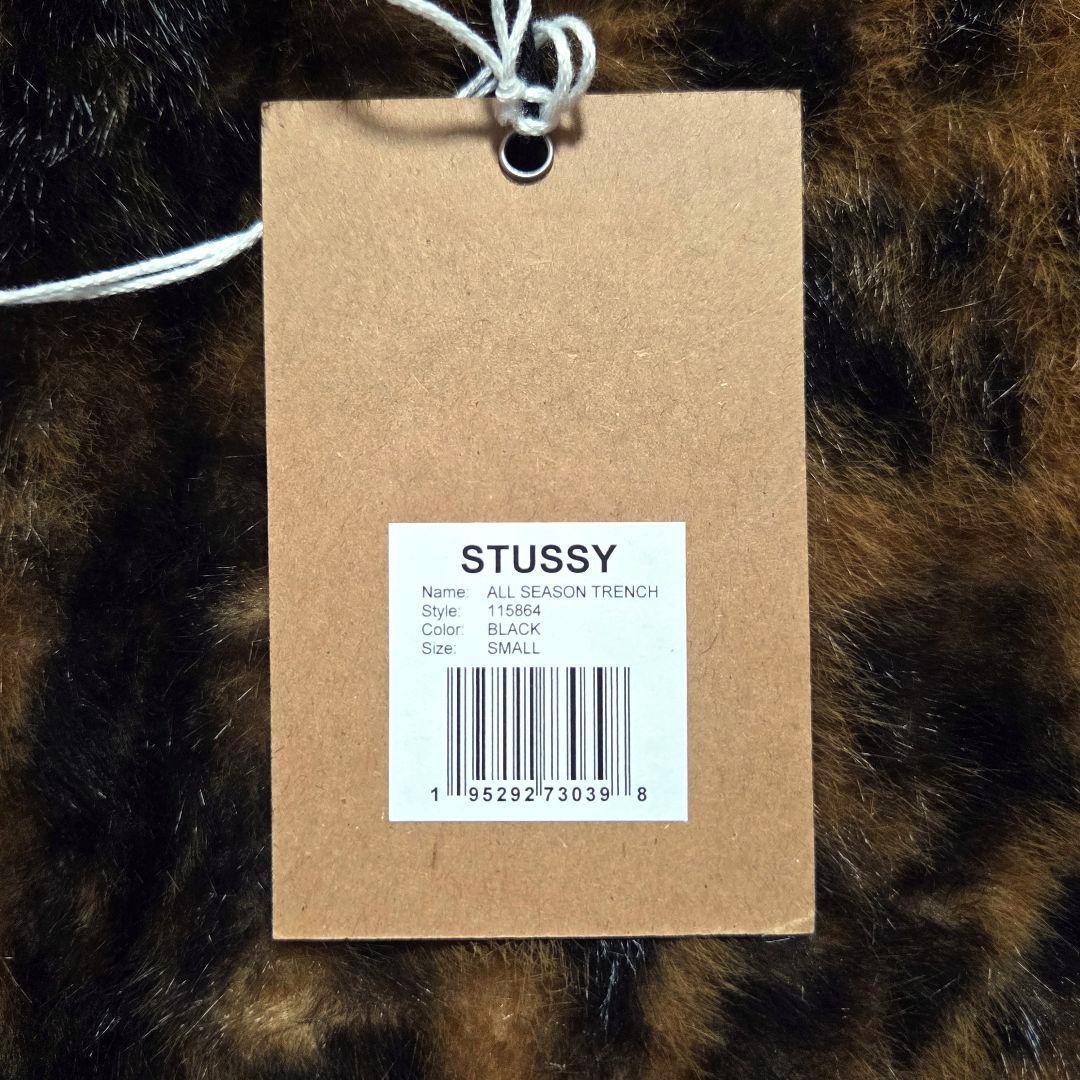 STUSSY
Name: ALL SEASON TRENCH
Style: 115864
Color: BLACK
Size: SMALL
1 95292 73039 8